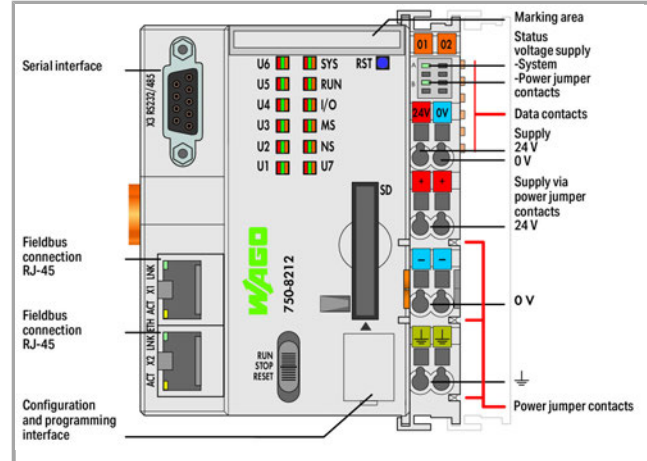 Marking area
Serial interface
X3 RS232/485
U6 SYS RST
U5 RUN
U4 I/O
U3 MS
U2 NS
U1 U7
SD
WAGO
750-8212
RUN
STOP
RESET
01 02
A
B
24V 0V
+ +
− −
Status
voltage supply
-System
-Power jumper
contacts
Data contacts
Supply
24 V
0 V
Supply via
power jumper
contacts
24 V
0 V
Power jumper contacts
Fieldbus
connection
RJ-45
ACT X1 LNK
ETH
Fieldbus
connection
RJ-45
ACT X2 LNK
Configuration
and programming
interface